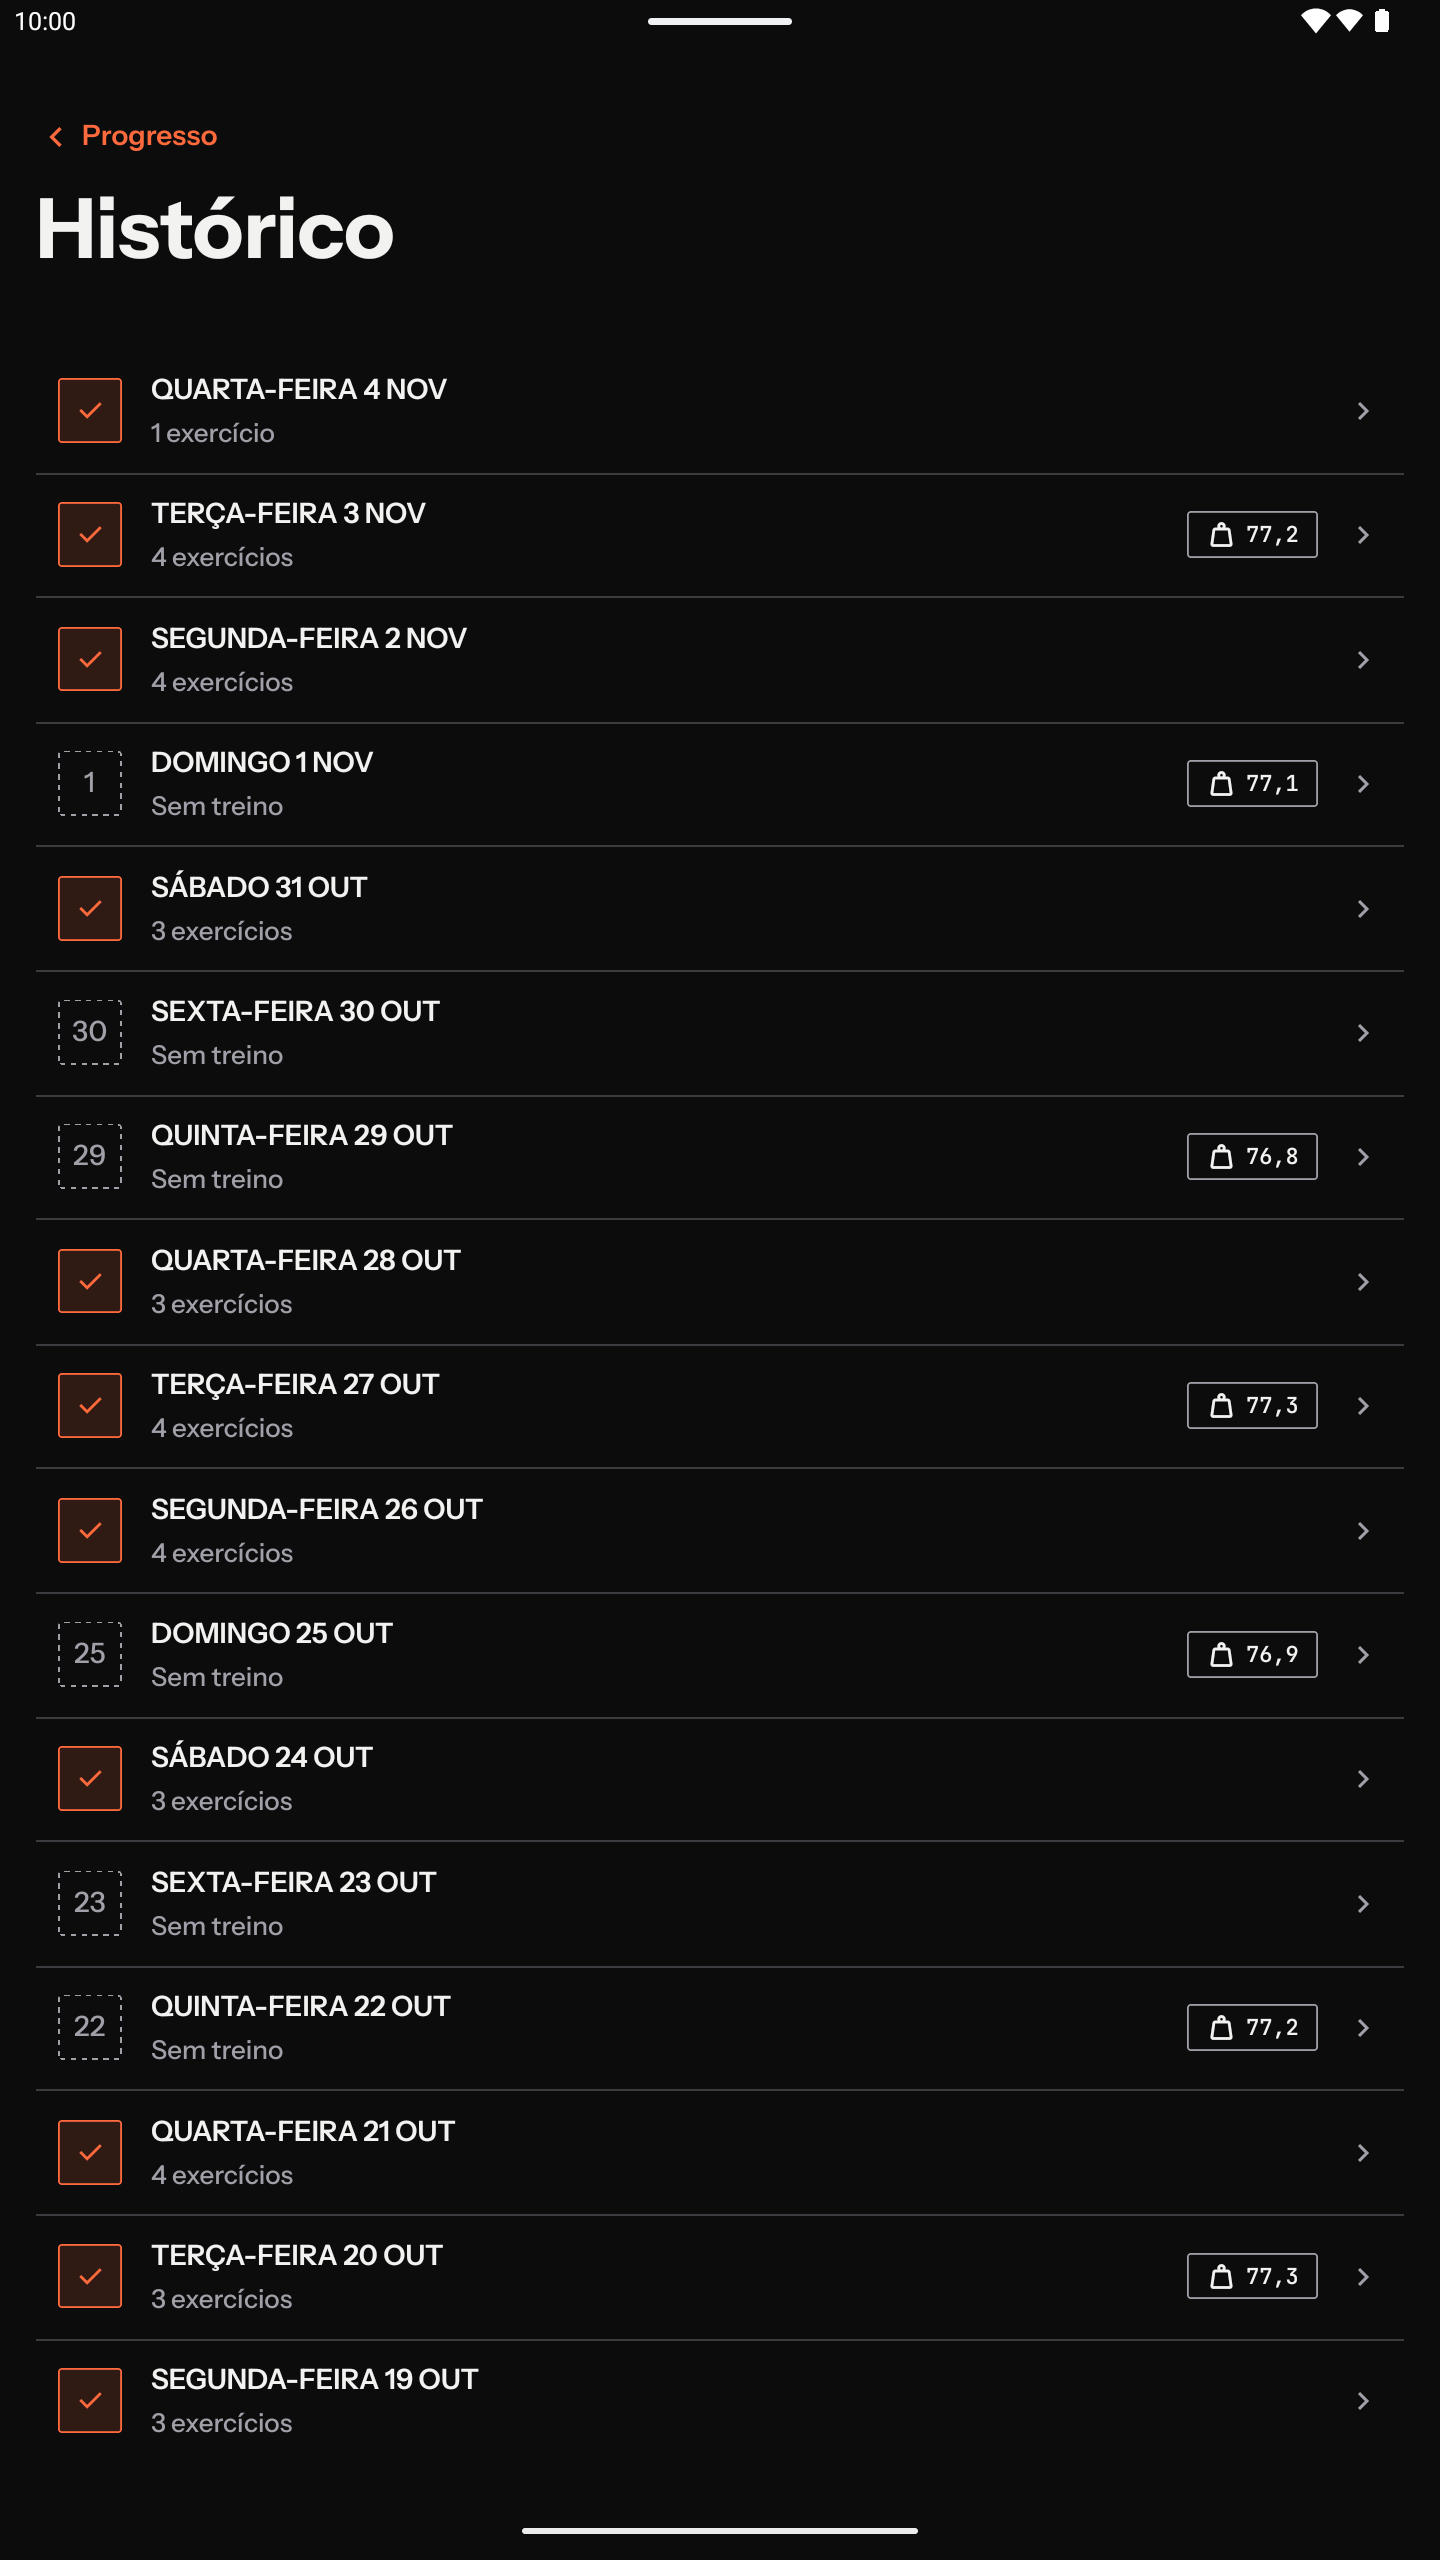 10:00
Progresso
Histórico
QUARTA-FEIRA 4 NOV
1 exercício
TERÇA-FEIRA 3 NOV
4 exercícios
77,2
SEGUNDA-FEIRA 2 NOV
4 exercícios
1
DOMINGO 1 NOV
Sem treino
77,1
SÁBADO 31 OUT
3 exercícios
30
SEXTA-FEIRA 30 OUT
Sem treino
29
QUINTA-FEIRA 29 OUT
Sem treino
76,8
QUARTA-FEIRA 28 OUT
3 exercícios
TERÇA-FEIRA 27 OUT
4 exercícios
77,3
SEGUNDA-FEIRA 26 OUT
4 exercícios
25
DOMINGO 25 OUT
Sem treino
76,9
SÁBADO 24 OUT
3 exercícios
23
SEXTA-FEIRA 23 OUT
Sem treino
22
QUINTA-FEIRA 22 OUT
Sem treino
77,2
QUARTA-FEIRA 21 OUT
4 exercícios
TERÇA-FEIRA 20 OUT
3 exercícios
77,3
SEGUNDA-FEIRA 19 OUT
3 exercícios